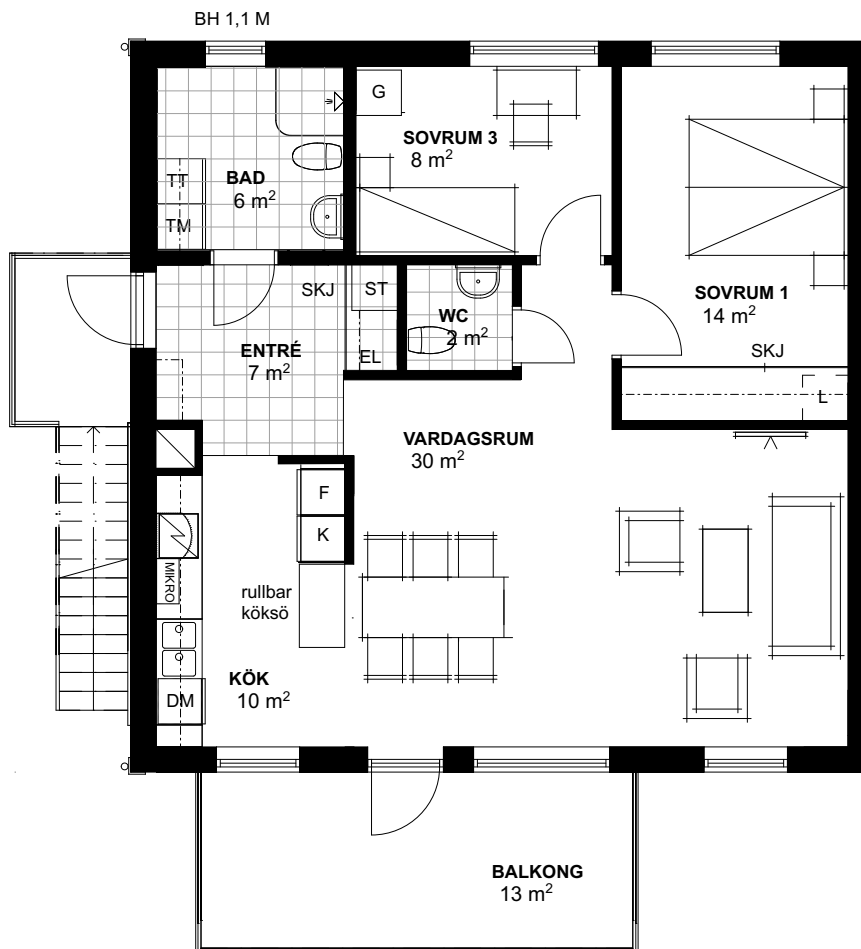 BH 1,1 M
G
SOVRUM 3
8 m²
BAD
6 m²
TT
TM
SKJ
ST
WC
2 m²
SOVRUM 1
14 m²
ENTRÉ
7 m²
EL
SKJ
L
VARDAGSRUM
30 m²
F
K
MIKRO
rullbar
köksö
KÖK
10 m²
DM
BALKONG
13 m²